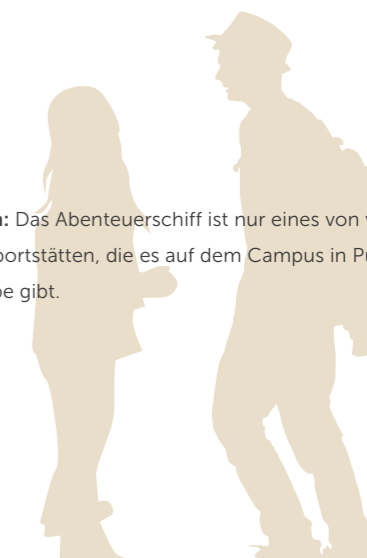 : Das Abenteuerschiff ist nur eines von
portstätten, die es auf dem Campus in
e gibt.